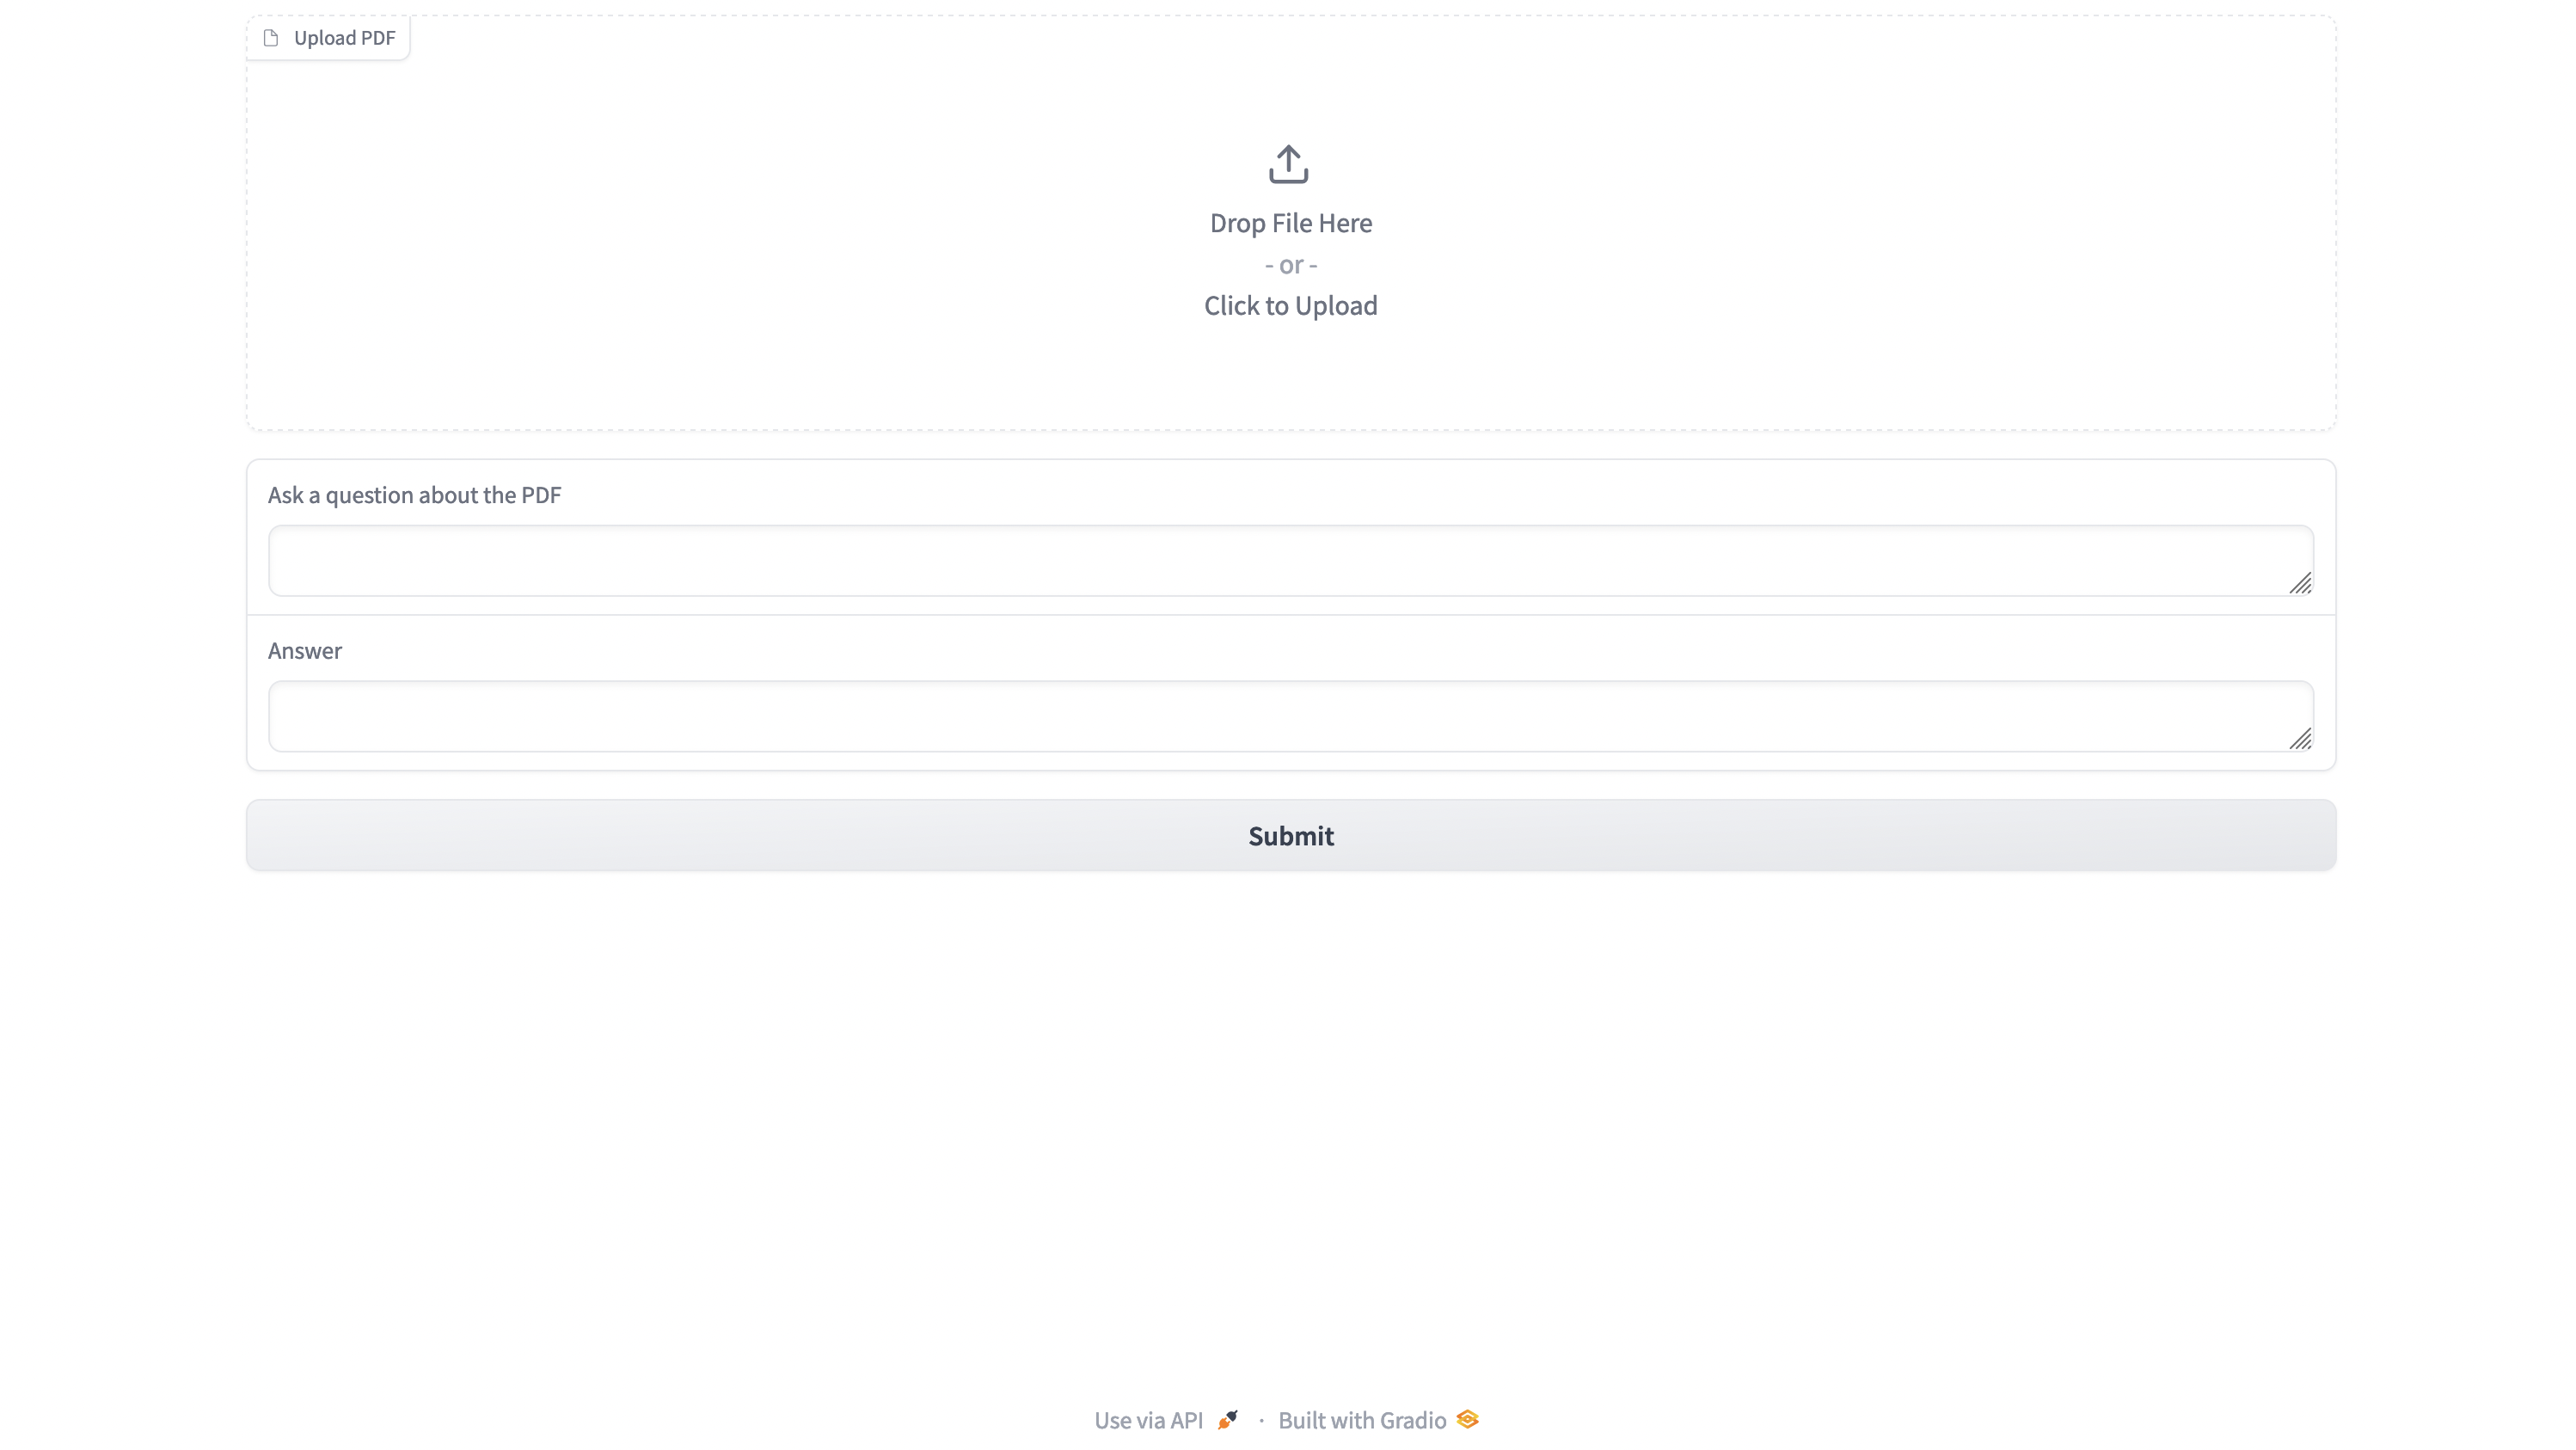 Upload PDF
Drop File Here
- or -
Click to Upload
Ask a question about the PDF
Answer
Submit
Use via API · Built with Gradio